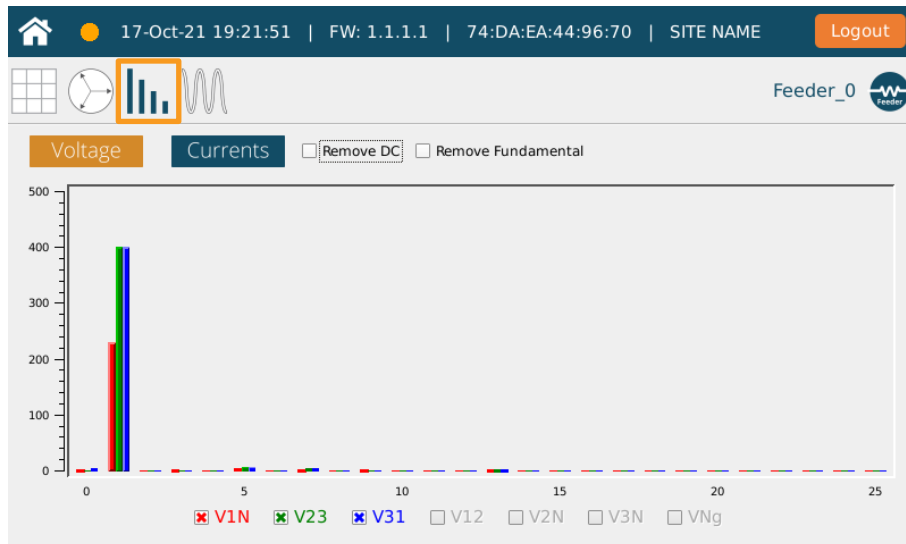 17-Oct-21 19:21:51 | FW: 1.1.1.1 | 74:DA:EA:44:96:70 | SITE NAME Logout
Feeder_0 Feeder
Voltage Currents Remove DC Remove Fundamental
500
400
300
200
100
0
0 5 10 15 20 25
V1N V23 V31 V12 V2N V3N VNg